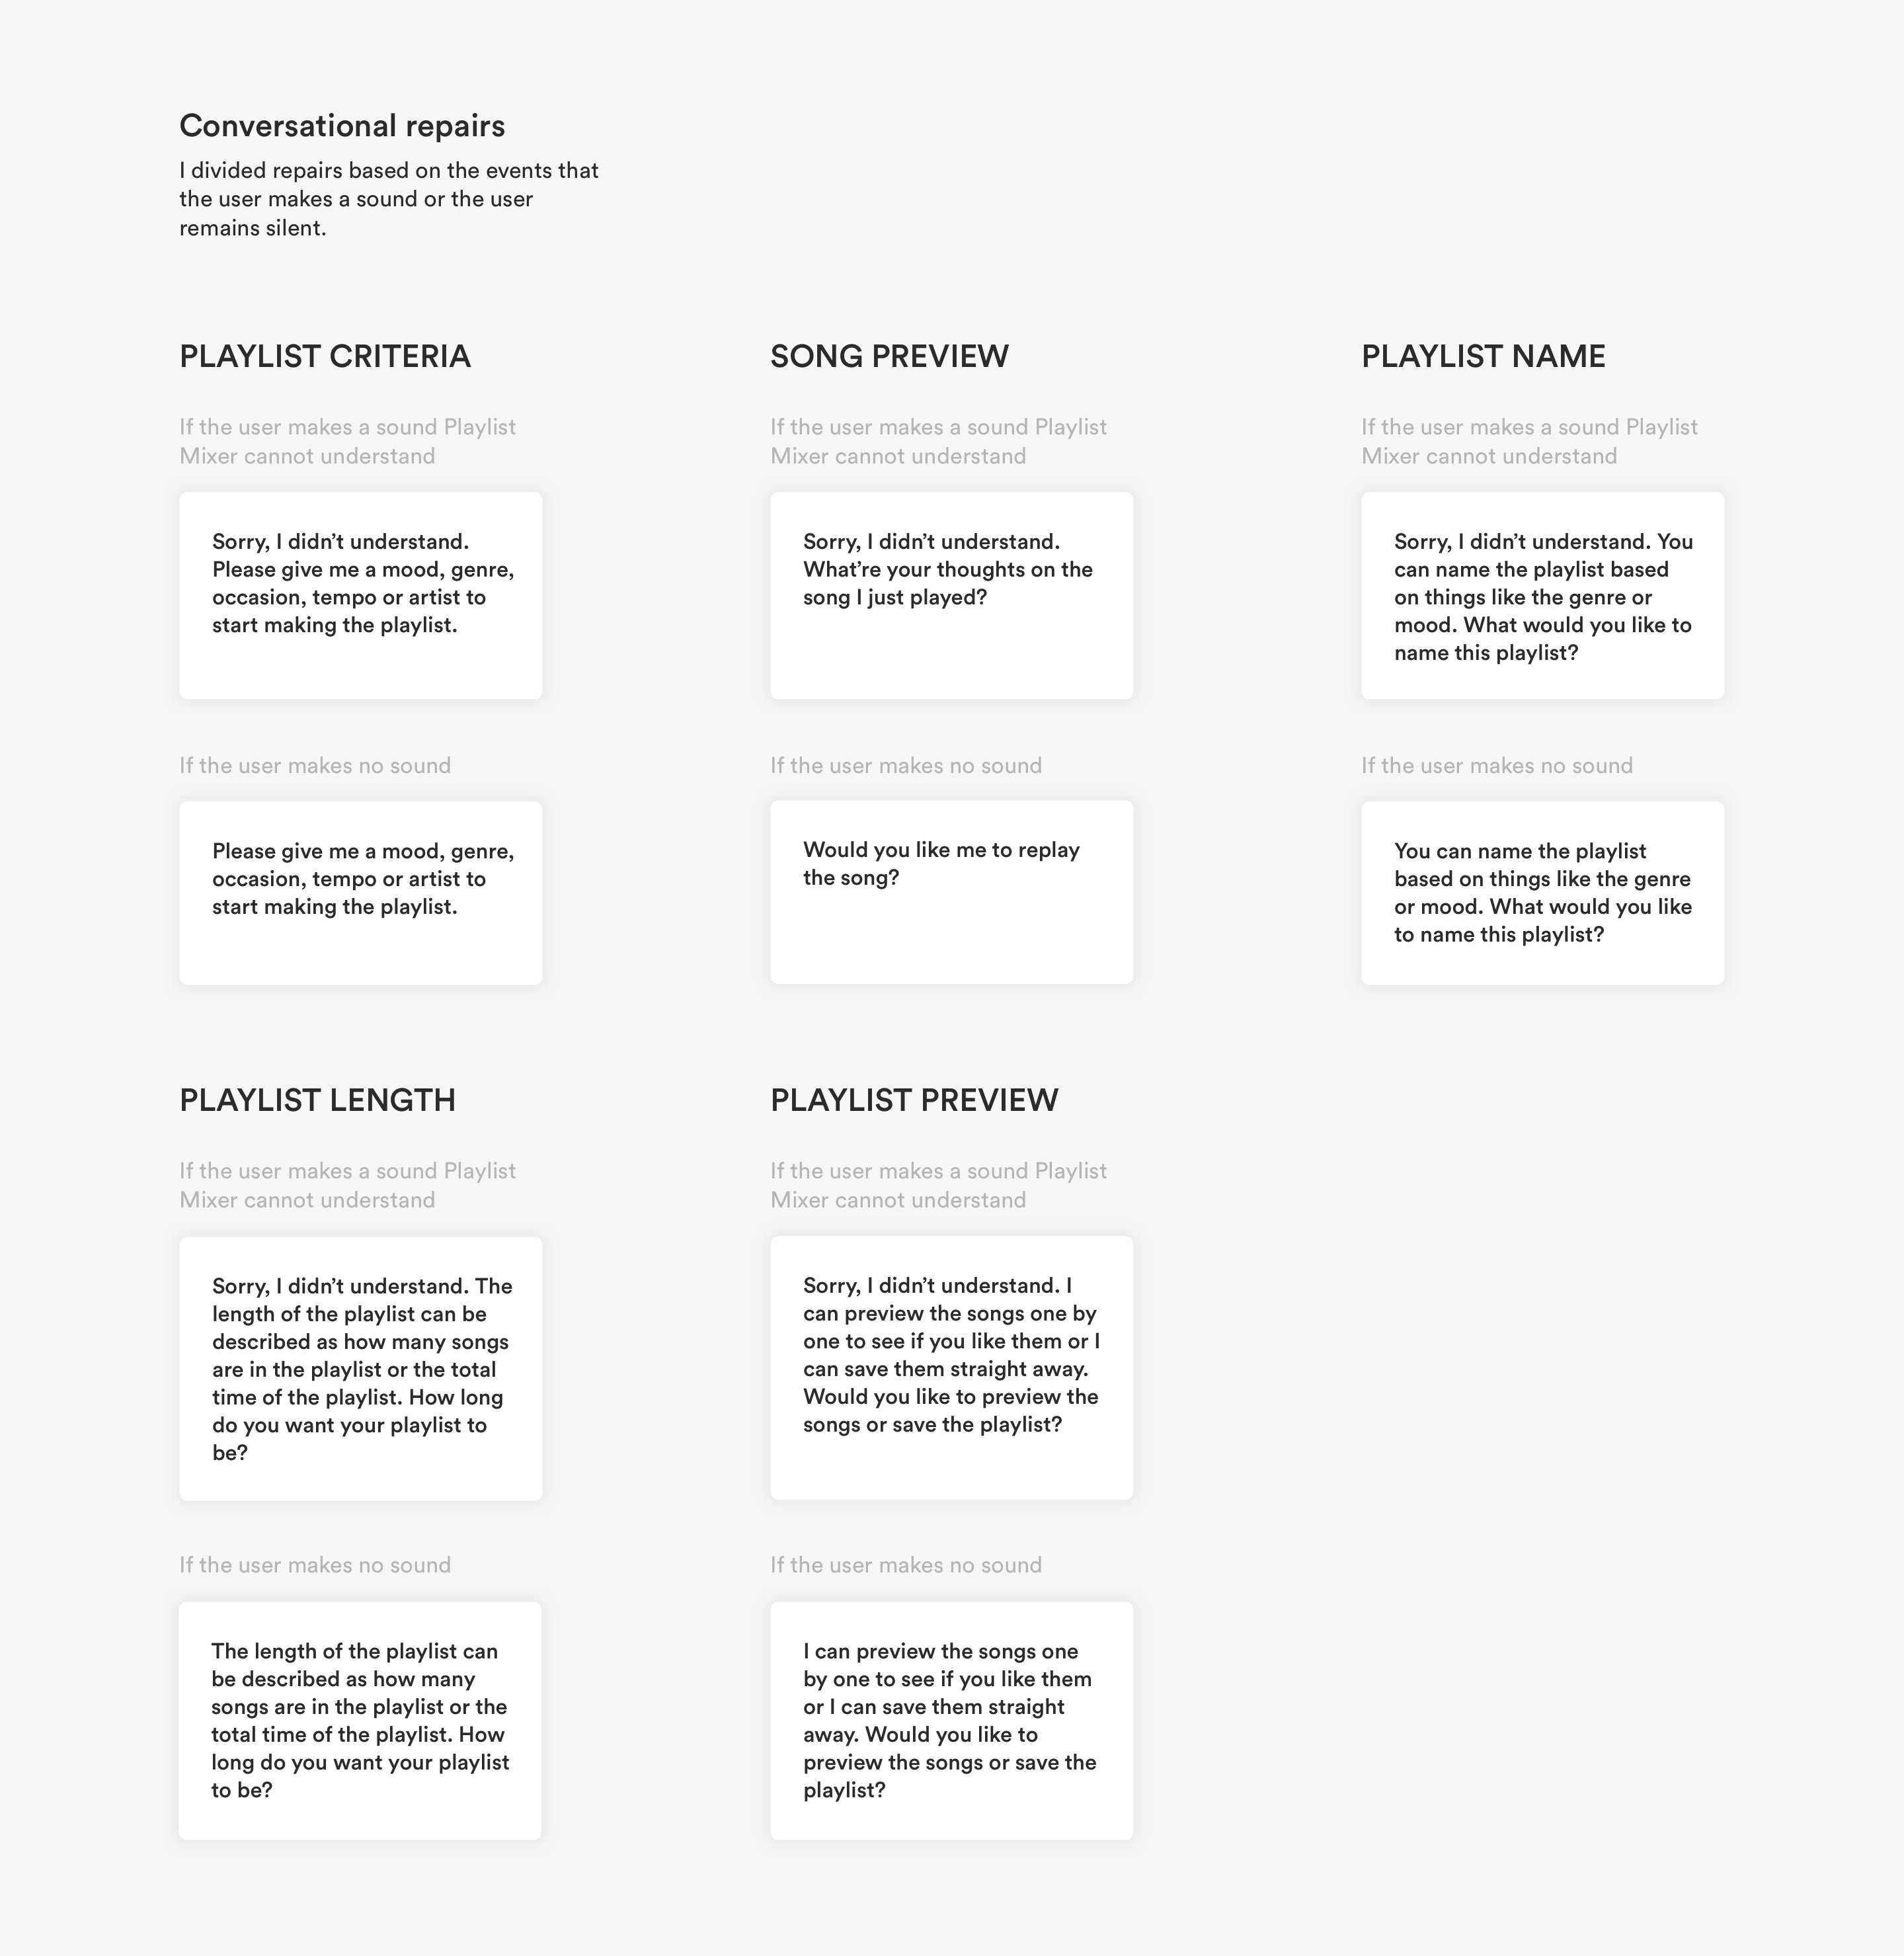 Conversational repairs
I divided repairs based on the events that
the user makes a sound or the user
remains silent.
PLAYLIST CRITERIA
If the user makes a sound Playlist
Mixer cannot understand
Sorry, I didn’t understand.
Please give me a mood, genre,
occasion, tempo or artist to
start making the playlist.
If the user makes no sound
Please give me a mood, genre,
occasion, tempo or artist to
start making the playlist.
SONG PREVIEW
If the user makes a sound Playlist
Mixer cannot understand
Sorry, I didn’t understand.
What’re your thoughts on the
song I just played?
If the user makes no sound
Would you like me to replay
the song?
PLAYLIST NAME
If the user makes a sound Playlist
Mixer cannot understand
Sorry, I didn’t understand. You
can name the playlist based
on things like the genre or
mood. What would you like to
name this playlist?
If the user makes no sound
You can name the playlist
based on things like the genre
or mood. What would you like
to name this playlist?
PLAYLIST LENGTH
If the user makes a sound Playlist
Mixer cannot understand
Sorry, I didn’t understand. The
length of the playlist can be
described as how many songs
are in the playlist or the total
time of the playlist. How long
do you want your playlist to
be?
If the user makes no sound
The length of the playlist can
be described as how many
songs are in the playlist or the
total time of the playlist. How
long do you want your playlist
to be?
PLAYLIST PREVIEW
If the user makes a sound Playlist
Mixer cannot understand
Sorry, I didn’t understand. I
can preview the songs one by
one to see if you like them or I
can save them straight away.
Would you like to preview the
songs or save the playlist?
If the user makes no sound
I can preview the songs one
by one to see if you like them
or I can save them straight
away. Would you like to
preview the songs or save the
playlist?